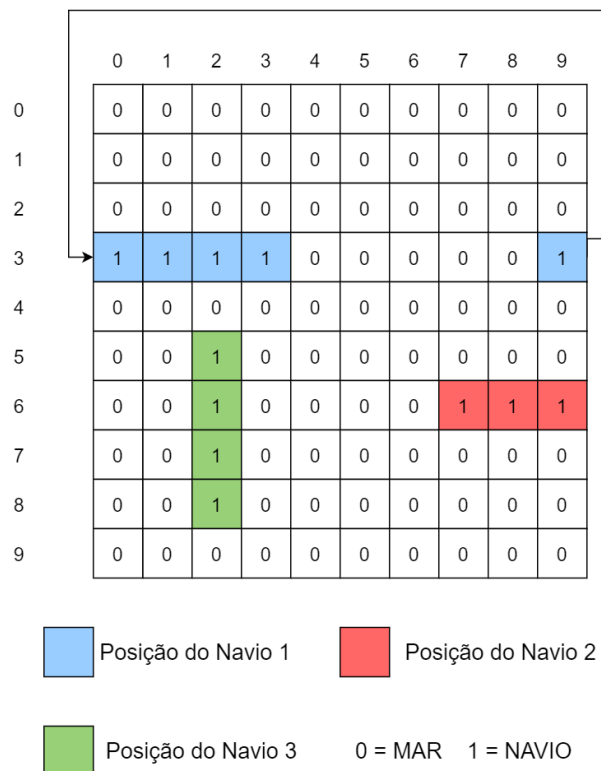 0 1 2 3 4 5 6 7 8 9
0 0 0 0 0 0 0 0 0 0 0
1 0 0 0 0 0 0 0 0 0 0
2 0 0 0 0 0 0 0 0 0 0
3 1 1 1 1 0 0 0 0 0 1
4 0 0 0 0 0 0 0 0 0 0
5 0 0 1 0 0 0 0 0 0 0
6 0 0 1 0 0 0 0 1 1 1
7 0 0 1 0 0 0 0 0 0 0
8 0 0 1 0 0 0 0 0 0 0
9 0 0 0 0 0 0 0 0 0 0
Posição do Navio 1 Posição do Navio 2
Posição do Navio 3 0 = MAR 1 = NAVIO